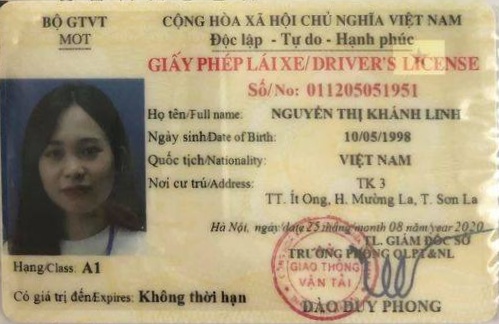 BỘ GTVT
MOT
CỘNG HÒA XÃ HỘI CHỦ NGHĨA VIỆT NAM
Độc lập - Tự do - Hạnh phúc
GIẤY PHÉP LÁI XE/DRIVER'S LICENSE
Số/No: 011205051951
Họ tên/Full name: NGUYỄN THỊ KHÁNH LINH
Ngày sinh/Date of Birth: 10/05/1998
Quốc tịch/Nationality: VIỆT NAM
Nơi cư trú/Address: TK 3
TT. Ít Ong, H. Mường La, T. Sơn La
Hà Nội, ngày/date 25 tháng/month 08 năm/year 2020
TL. GIÁM ĐỐC SỞ
TRƯỞNG PHÒNG QLPT&NL
GIAO THÔNG
VẬN TẢI
Hạng/Class: A1
Có giá trị đến/Expires: Không thời hạn
ĐÀO DUY PHONG